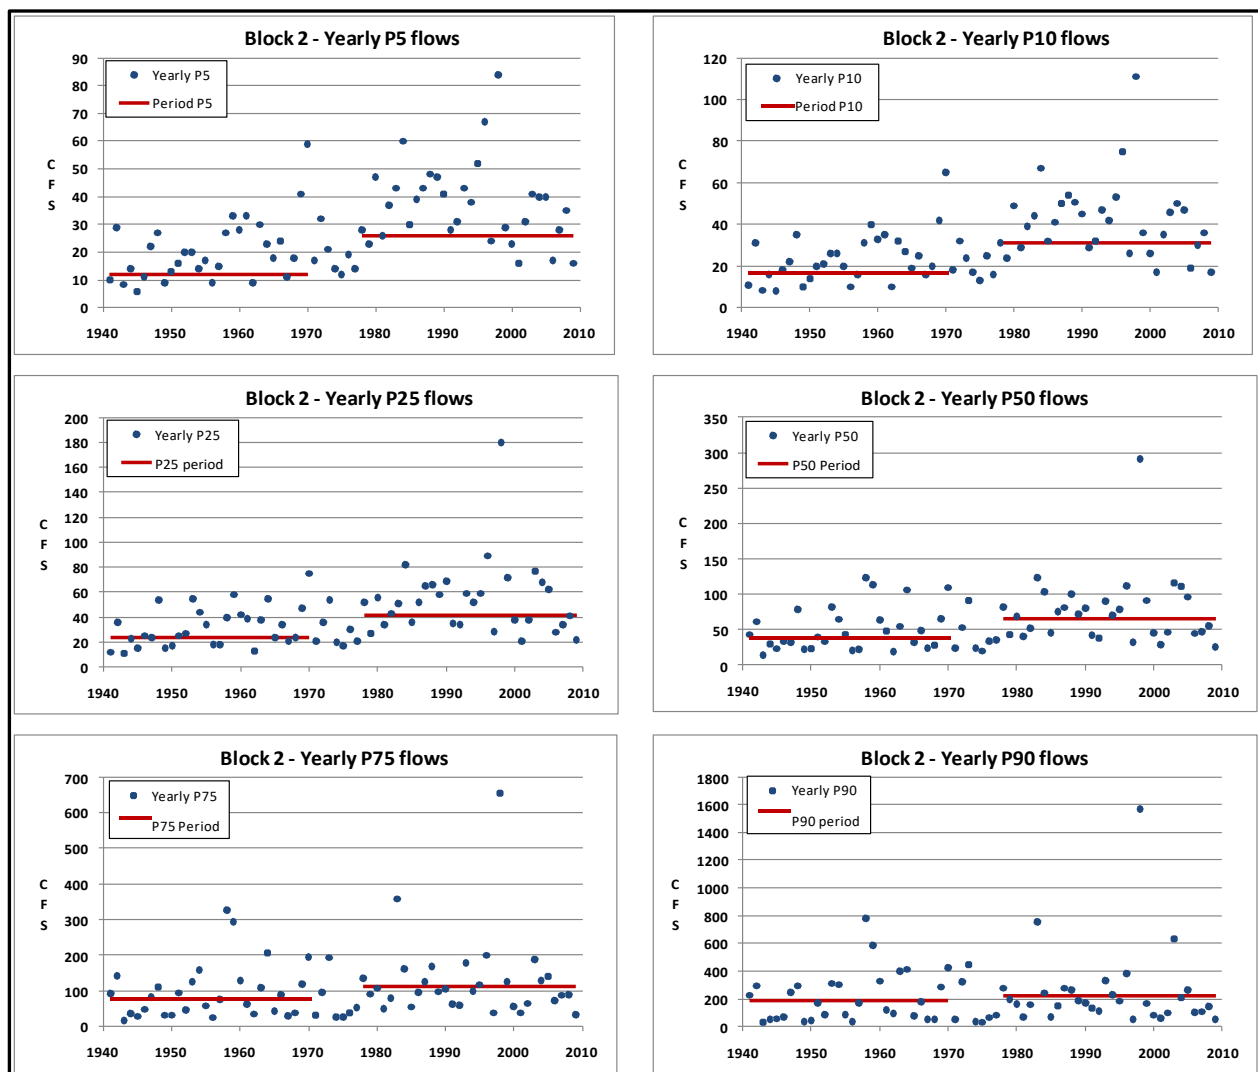 Block 2 - Yearly P5 flows
90
80
70
60
50
40
30
20
10
0
C
F
S
Yearly P5
Period P5
1940 1950 1960 1970 1980 1990 2000 2010
Block 2 - Yearly P10 flows
120
100
80
60
40
20
0
C
F
S
Yearly P10
Period P10
1940 1950 1960 1970 1980 1990 2000 2010
Block 2 - Yearly P25 flows
200
180
160
140
120
100
80
60
40
20
0
C
F
S
Yearly P25
P25 period
1940 1950 1960 1970 1980 1990 2000 2010
Block 2 - Yearly P50 flows
350
300
250
200
150
100
50
0
C
F
S
Yearly P50
P50 Period
1940 1950 1960 1970 1980 1990 2000 2010
Block 2 - Yearly P75 flows
700
600
500
400
300
200
100
0
C
F
S
Yearly P75
P75 Period
1940 1950 1960 1970 1980 1990 2000 2010
Block 2 - Yearly P90 flows
1800
1600
1400
1200
1000
800
600
400
200
0
C
F
S
Yearly P90
P90 period
1940 1950 1960 1970 1980 1990 2000 2010